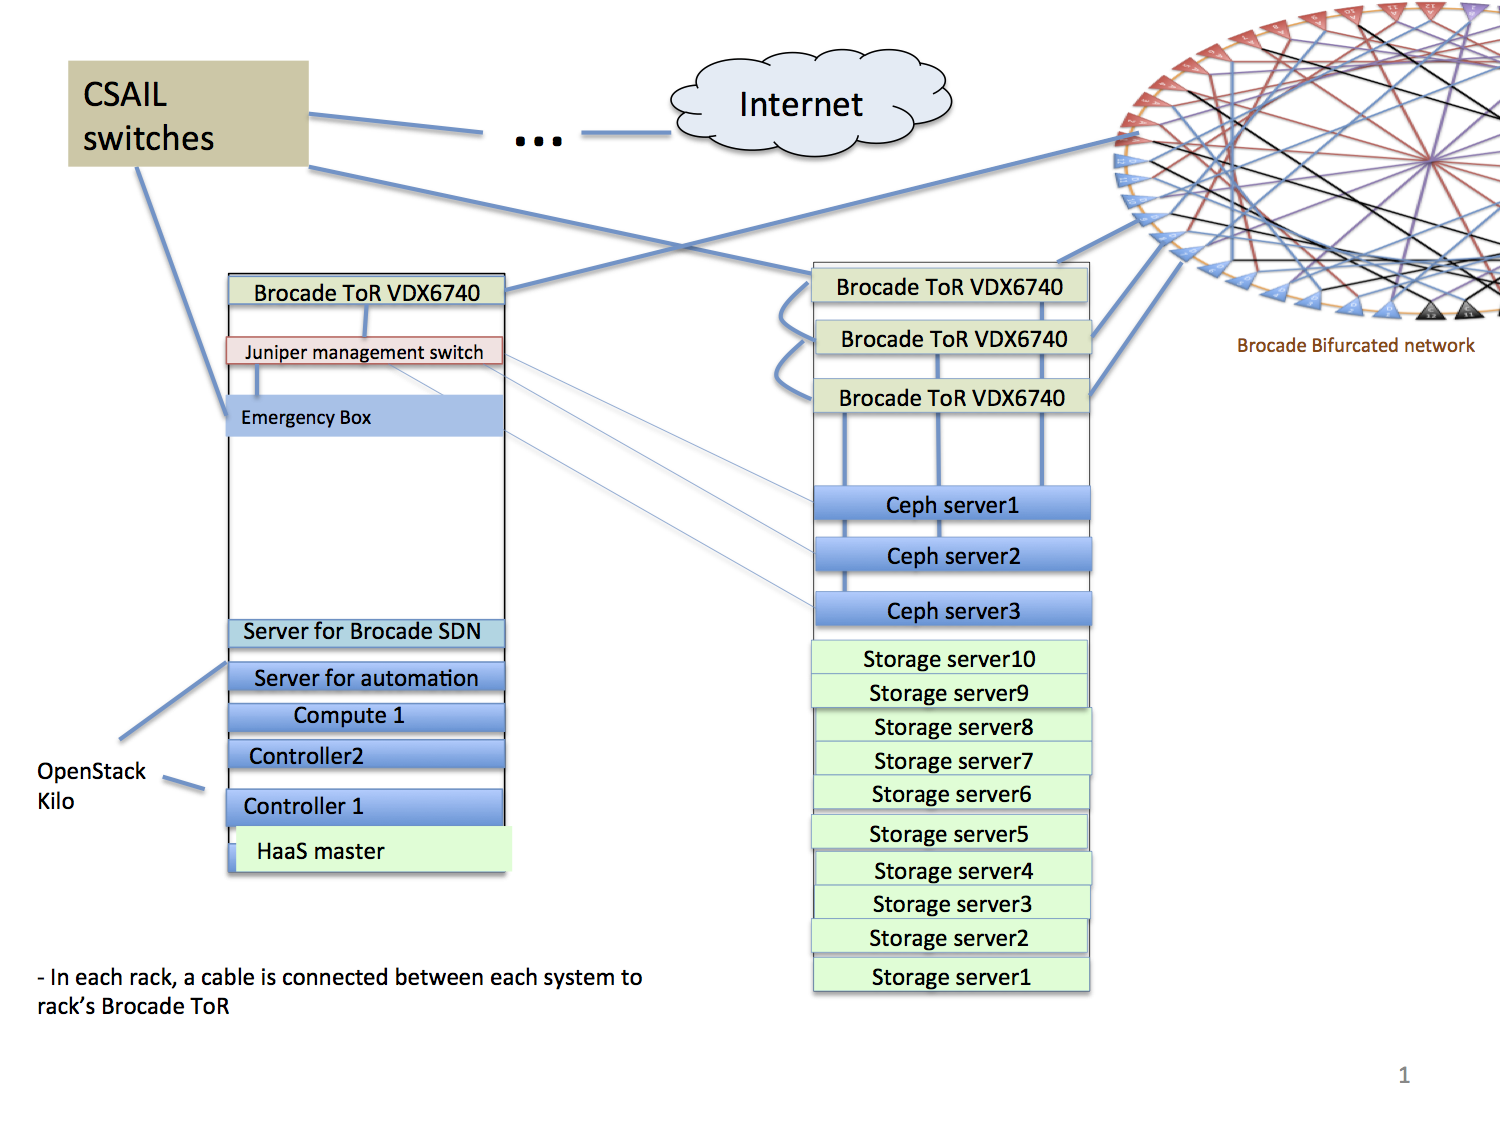 CSAIL
switches
...
Internet
Brocade Bifurcated network
Brocade ToR VDX6740
Juniper management switch
Emergency Box
Server for Brocade SDN
Server for automation
Compute 1
Controller2
Controller 1
HaaS master
OpenStack
Kilo
Brocade ToR VDX6740
Brocade ToR VDX6740
Brocade ToR VDX6740
Ceph server1
Ceph server2
Ceph server3
Storage server10
Storage server9
Storage server8
Storage server7
Storage server6
Storage server5
Storage server4
Storage server3
Storage server2
Storage server1
- In each rack, a cable is connected between each system to
rack’s Brocade ToR
1